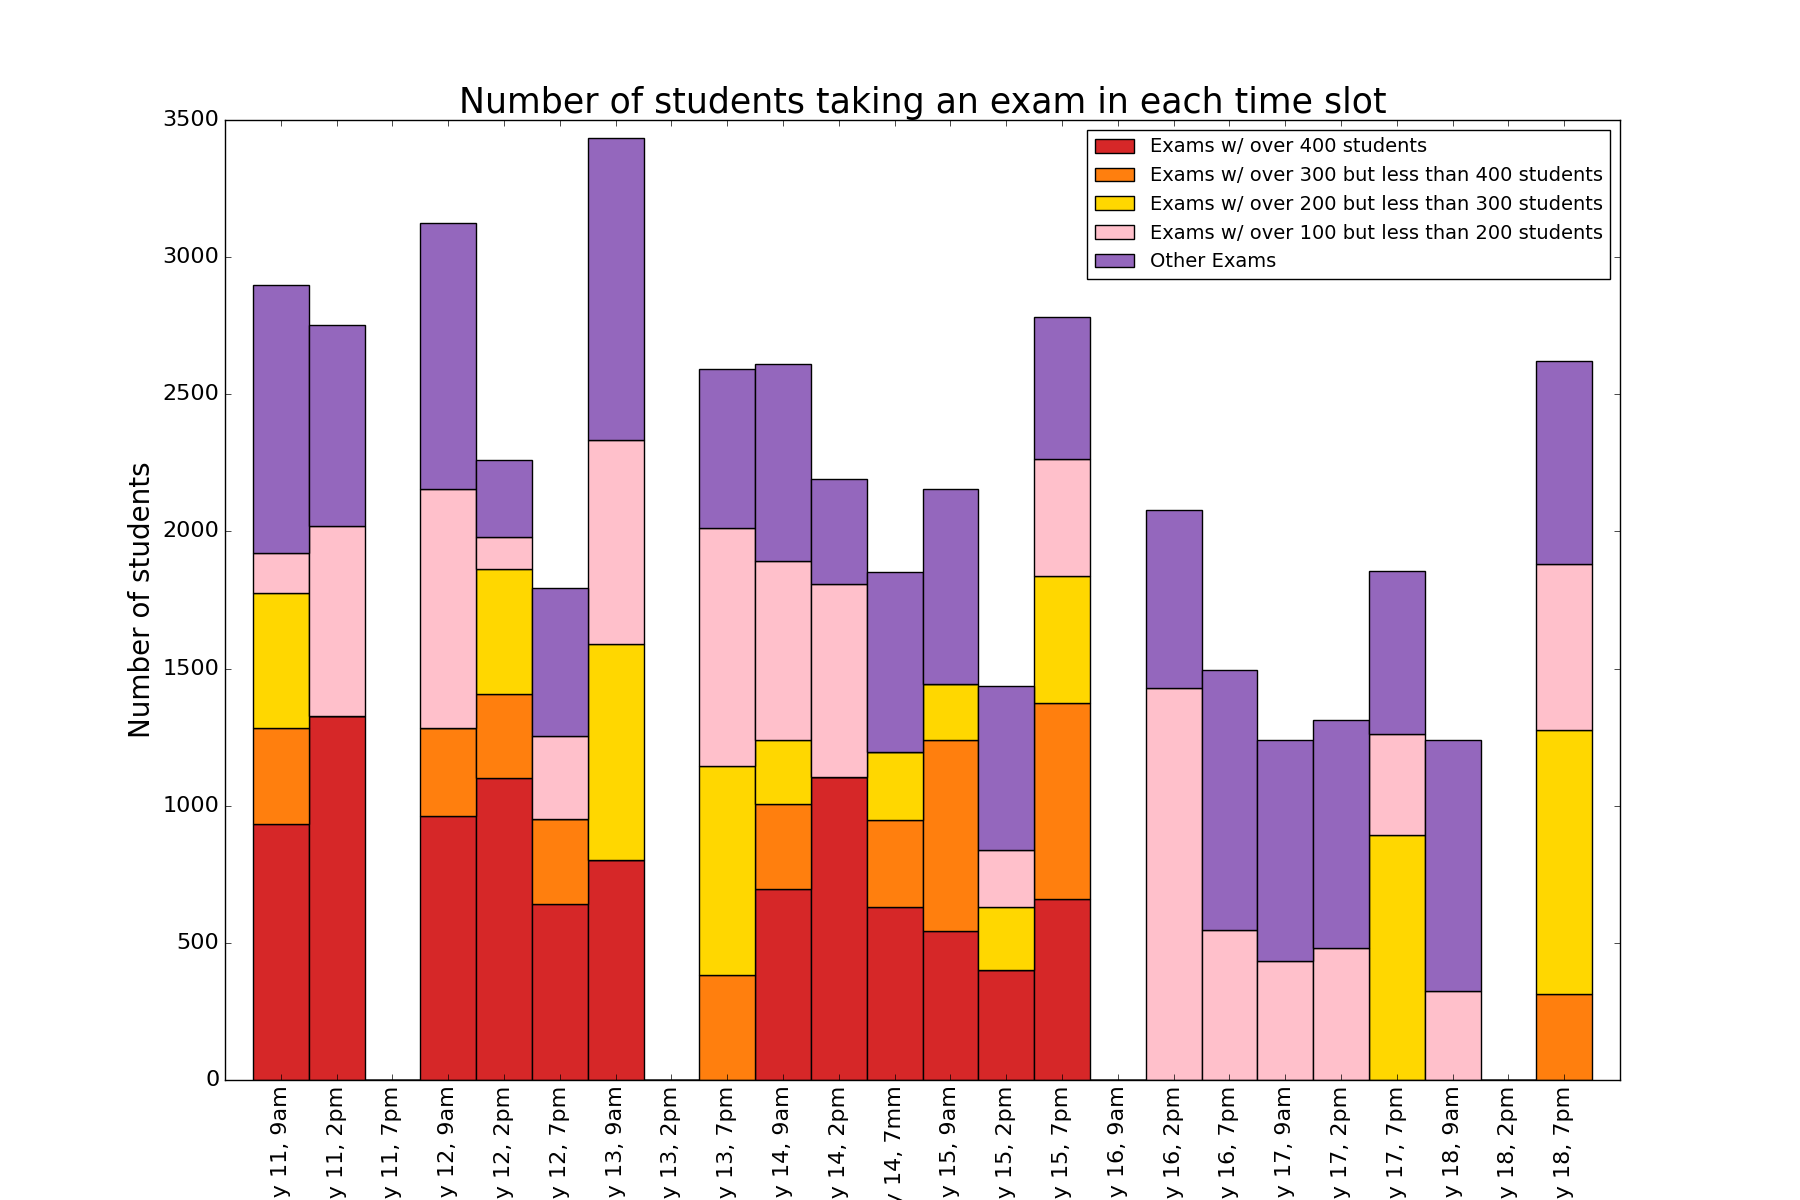 Number of students taking an exam in each time slot
Exams w/ over 400 students
Exams w/ over 300 but less than 400 students
Exams w/ over 200 but less than 300 students
Exams w/ over 100 but less than 200 students
Other Exams
Number of students
3500
3000
2500
2000
1500
1000
500
0
y 11, 9am
y 11, 2pm
y 11, 7pm
y 12, 9am
y 12, 2pm
y 12, 7pm
y 13, 9am
y 13, 2pm
y 13, 7pm
y 14, 9am
y 14, 2pm
y 14, 7mm
y 15, 9am
y 15, 2pm
y 15, 7pm
y 16, 9am
y 16, 2pm
y 16, 7pm
y 17, 9am
y 17, 2pm
y 17, 7pm
y 18, 9am
y 18, 2pm
y 18, 7pm